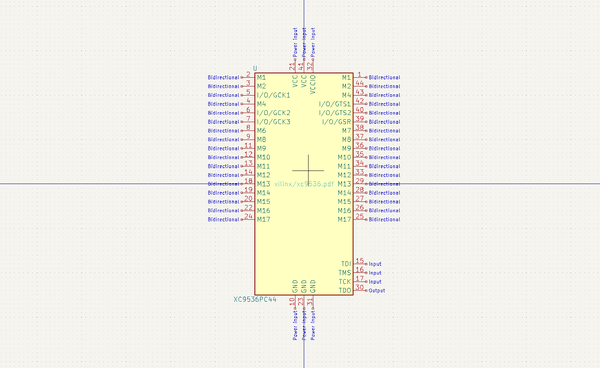 Power Input Power Input Power Input
21 41 32
U
VCC VCC VCCIO
Bidirectional 2 M1 M1 1 Bidirectional
Bidirectional 3 M2 M2 44 Bidirectional
Bidirectional 5 I/O/GCK1 M4 43 Bidirectional
Bidirectional 4 M4 I/O/GTS1 42 Bidirectional
Bidirectional 6 I/O/GCK2 I/O/GTS2 40 Bidirectional
Bidirectional 7 I/O/GCK3 I/O/GSR 39 Bidirectional
Bidirectional 8 M6 M7 38 Bidirectional
Bidirectional 9 M8 M8 37 Bidirectional
Bidirectional 11 M9 M9 36 Bidirectional
Bidirectional 12 M10 M10 35 Bidirectional
Bidirectional 13 M11 M11 34 Bidirectional
Bidirectional 14 M12 M12 33 Bidirectional
Bidirectional 18 M13 xilinx/xc9536.pdf M13 29 Bidirectional
Bidirectional 19 M14 M14 28 Bidirectional
Bidirectional 20 M15 M15 27 Bidirectional
Bidirectional 22 M16 M16 26 Bidirectional
Bidirectional 24 M17 M17 25 Bidirectional
TDI 15 Input
TMS 16 Input
TCK 17 Input
TDO 30 Output
GND GND GND
XC9536PC44
10 23 31
Power Input Power Input Power Input